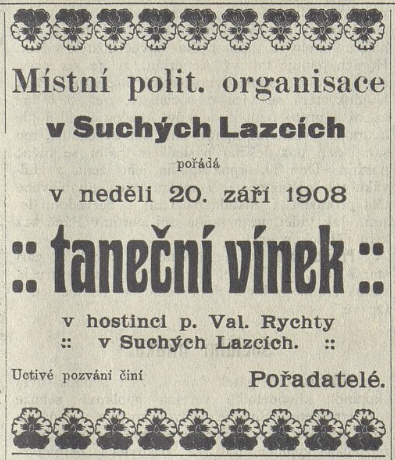 Místní polit. organisace
v Suchých Lazcích
pořádá
v neděli 20. září 1908
:: taneční vínek ::
v hostinci p. Val. Rychty
:: v Suchých Lazcích. ::
Uctivé pozvání činí Pořadatelé.